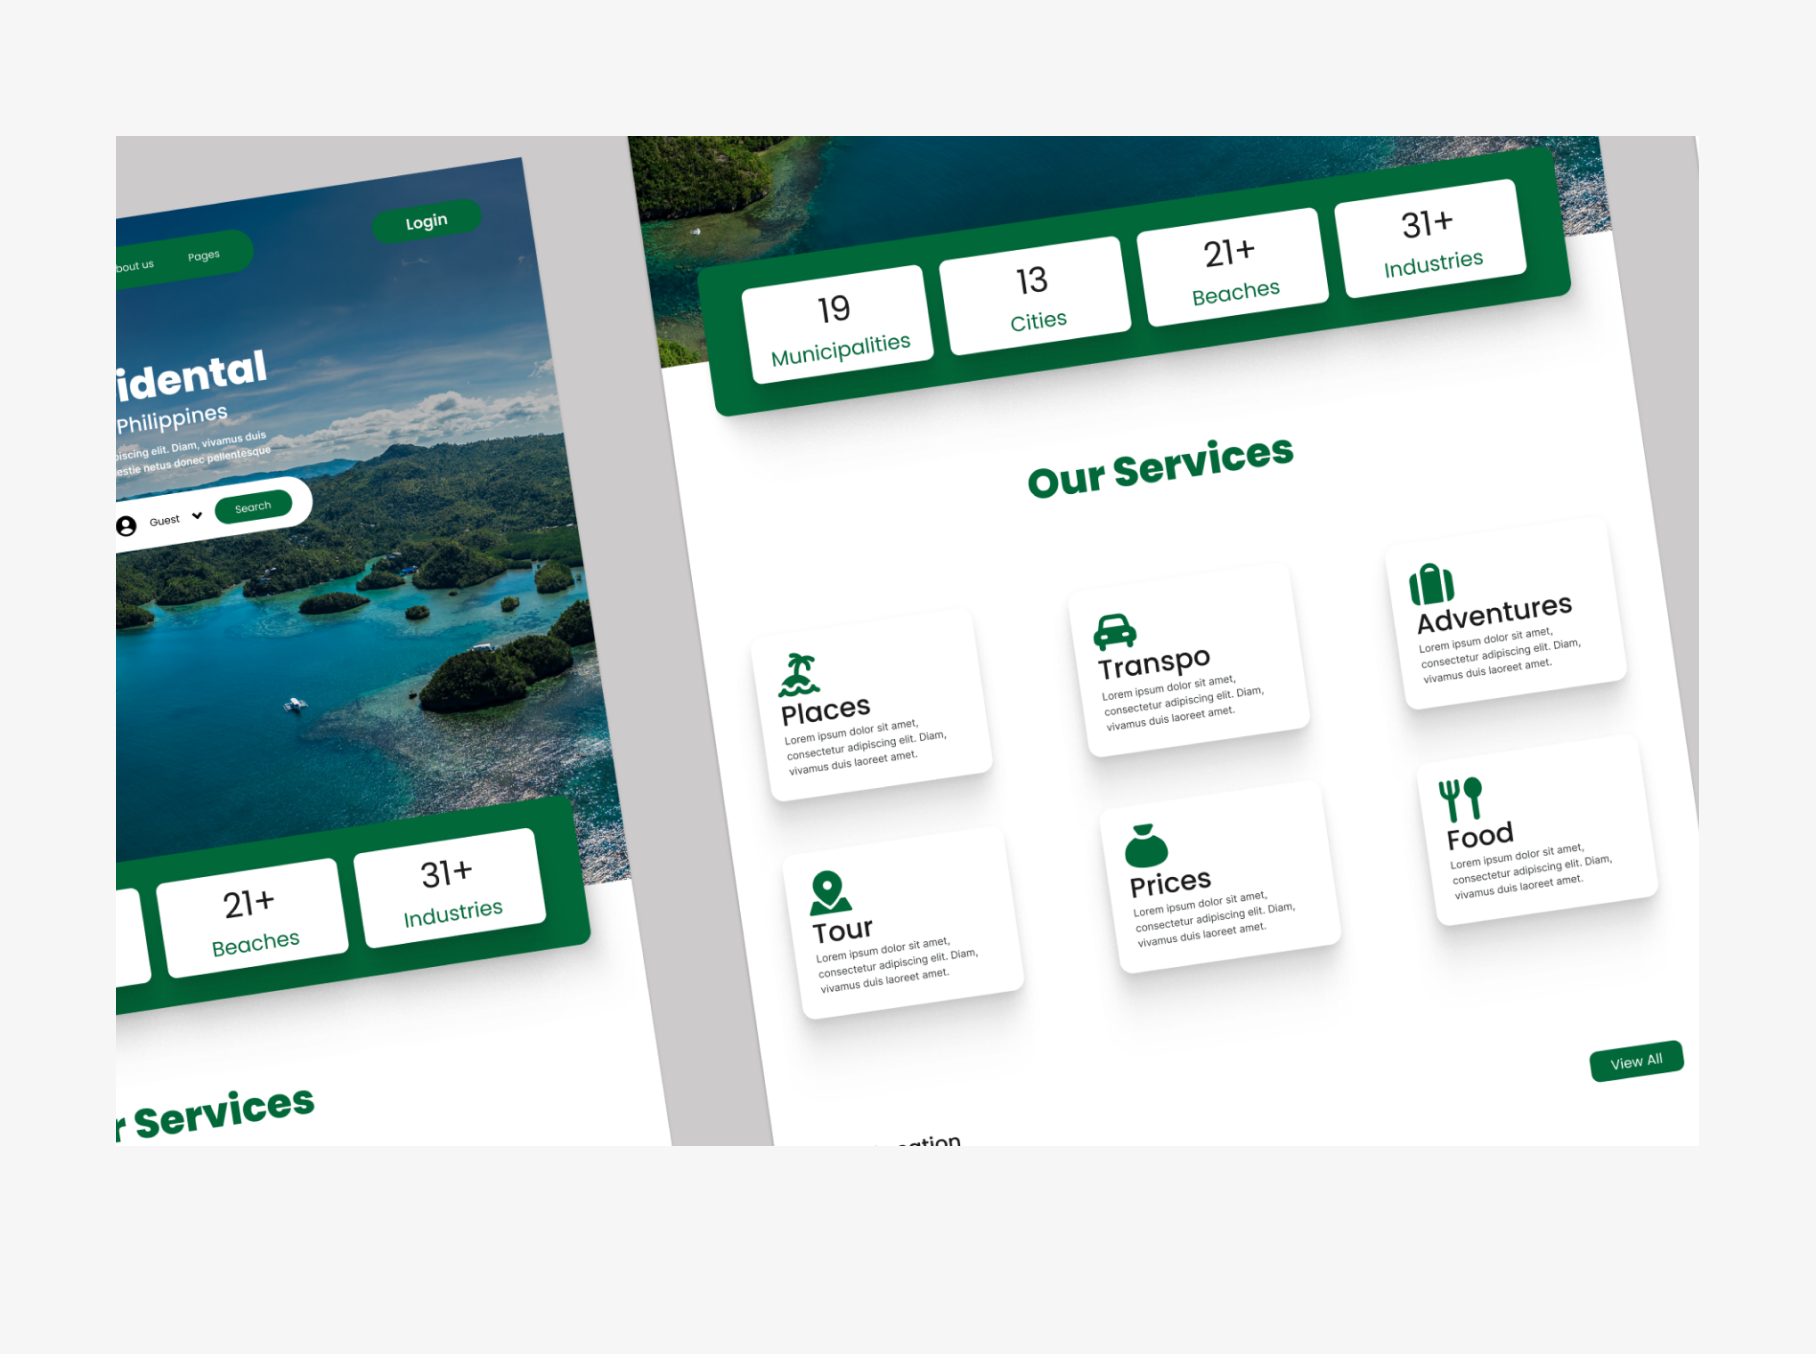 Login
bout us
Pages
idental
Philippines
piscing elit. Diam, vivamus duis
estie netus donec pellentesque
Guest
Search
21+
Beaches
31+
Industries
r Services
19
Municipalities
13
Cities
21+
Beaches
31+
Industries
Our Services
Places
Lorem ipsum dolor sit amet,
consectetur adipiscing elit. Diam,
vivamus duis laoreet amet.
Transpo
Lorem ipsum dolor sit amet,
consectetur adipiscing elit. Diam,
vivamus duis laoreet amet.
Adventures
Lorem ipsum dolor sit amet,
consectetur adipiscing elit. Diam,
vivamus duis laoreet amet.
Tour
Lorem ipsum dolor sit amet,
consectetur adipiscing elit. Diam,
vivamus duis laoreet amet.
Prices
Lorem ipsum dolor sit amet,
consectetur adipiscing elit. Diam,
vivamus duis laoreet amet.
Food
Lorem ipsum dolor sit amet,
consectetur adipiscing elit. Diam,
vivamus duis laoreet amet.
View All